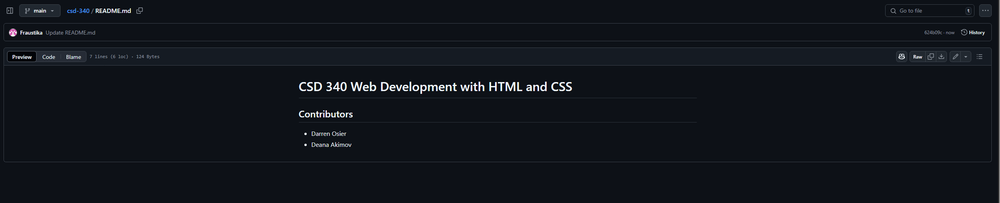 main
csd-340 / README.md
Go to file
t
Fraustika Update README.md
624b09c · now
History
Preview
Code
Blame
7 lines (6 loc) · 124 Bytes
Raw
CSD 340 Web Development with HTML and CSS
Contributors
• Darren Osier
• Deana Akimov